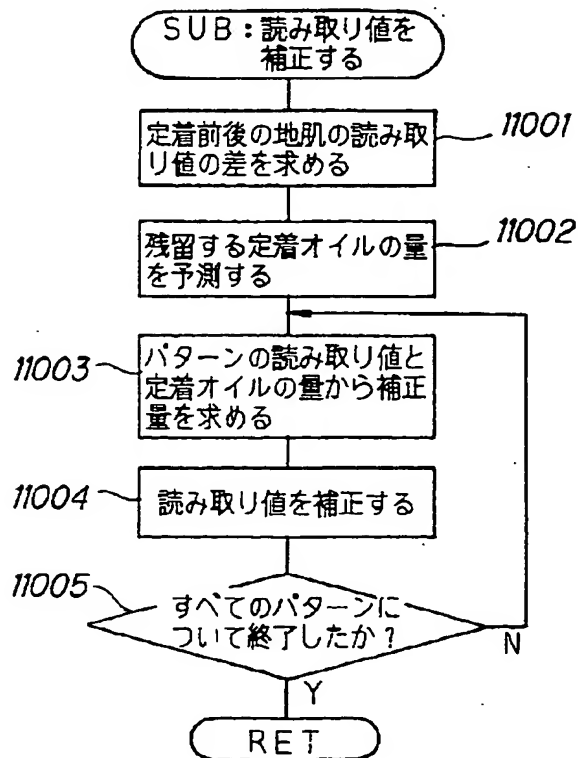 SUB:読み取り値を
補正する
定着前後の地肌の読み取
り値の差を求める
11001
残留する定着オイルの量
を予測する
11002
パターンの読み取り値と
定着オイルの量から補正
量を求める
11003
読み取り値を補正する
11004
すべてのパターンに
ついて終了したか?
11005
N
Y
RET